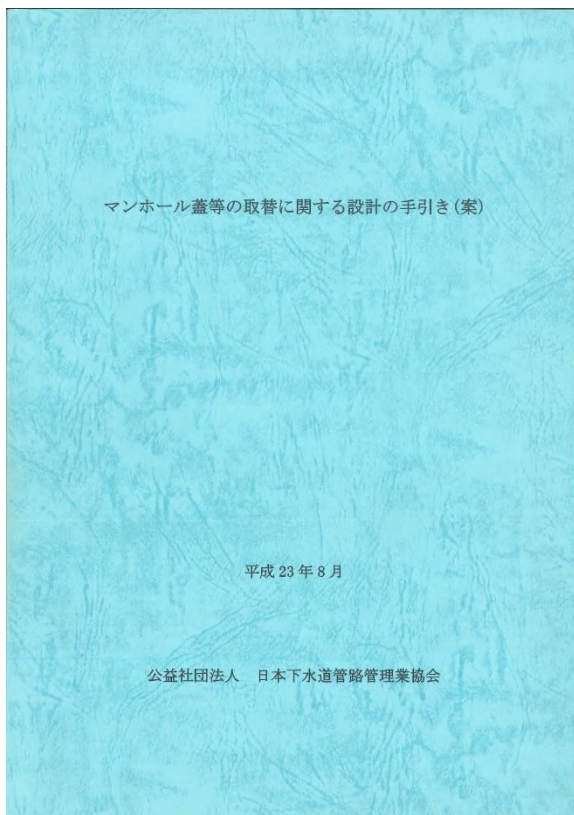 マンホール蓋等の取替に関する設計の手引き(案)
平成 23 年 8 月
公益社団法人　日本下水道管路管理業協会